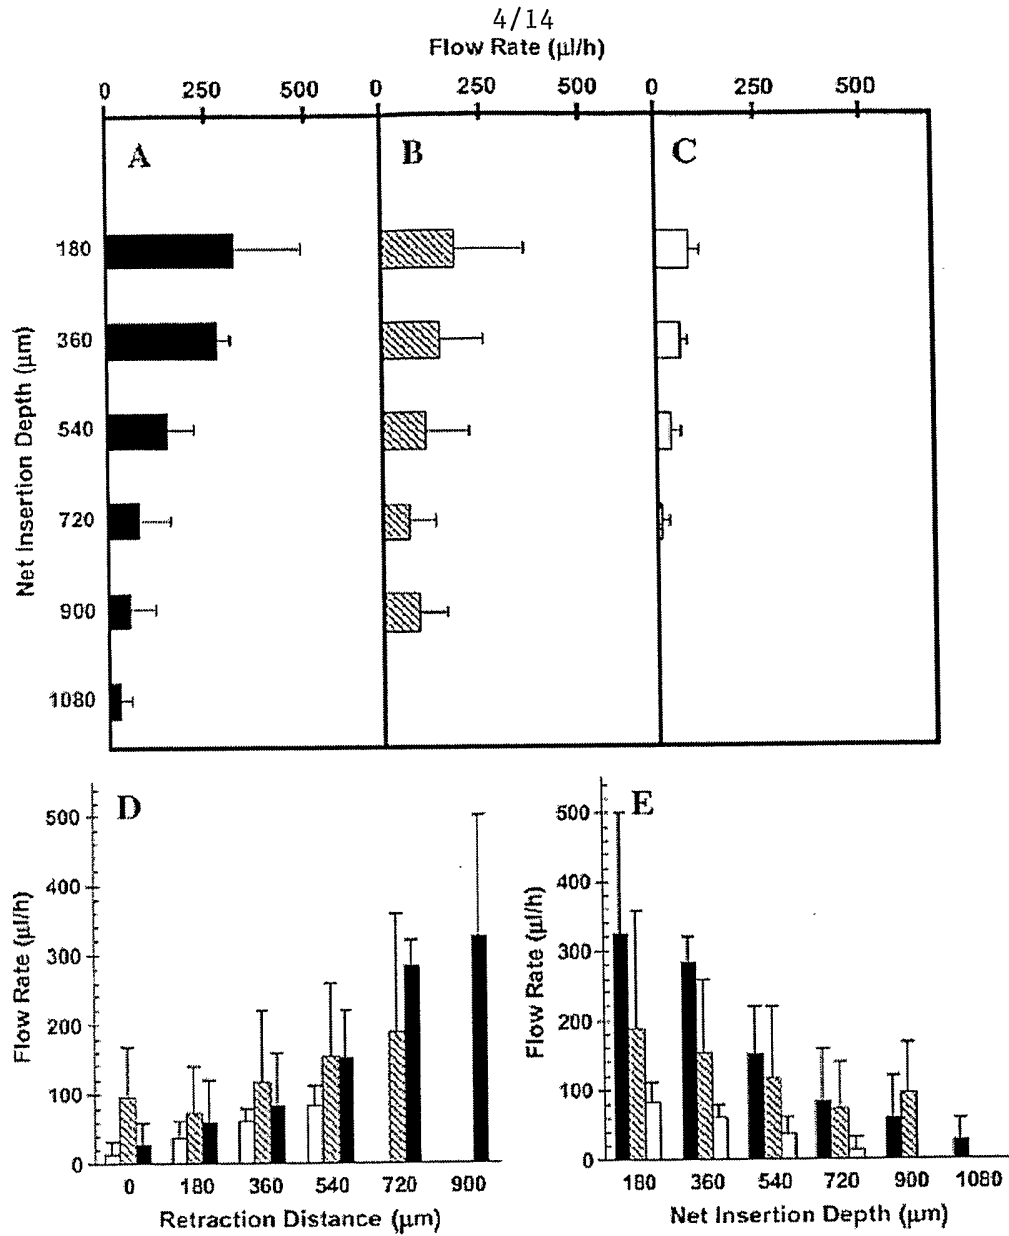 4/14
Flow Rate (μl/h)
0 250 500 0 250 500 0 250 500
A B C
180
360
540
720
900
1080
Net Insertion Depth (μm)
D
500
400
300
200
100
0
Flow Rate (μl/h)
0 180 360 540 720 900
Retraction Distance (μm)
E
500
400
300
200
100
0
Flow Rate (μl/h)
180 360 540 720 900 1080
Net Insertion Depth (μm)